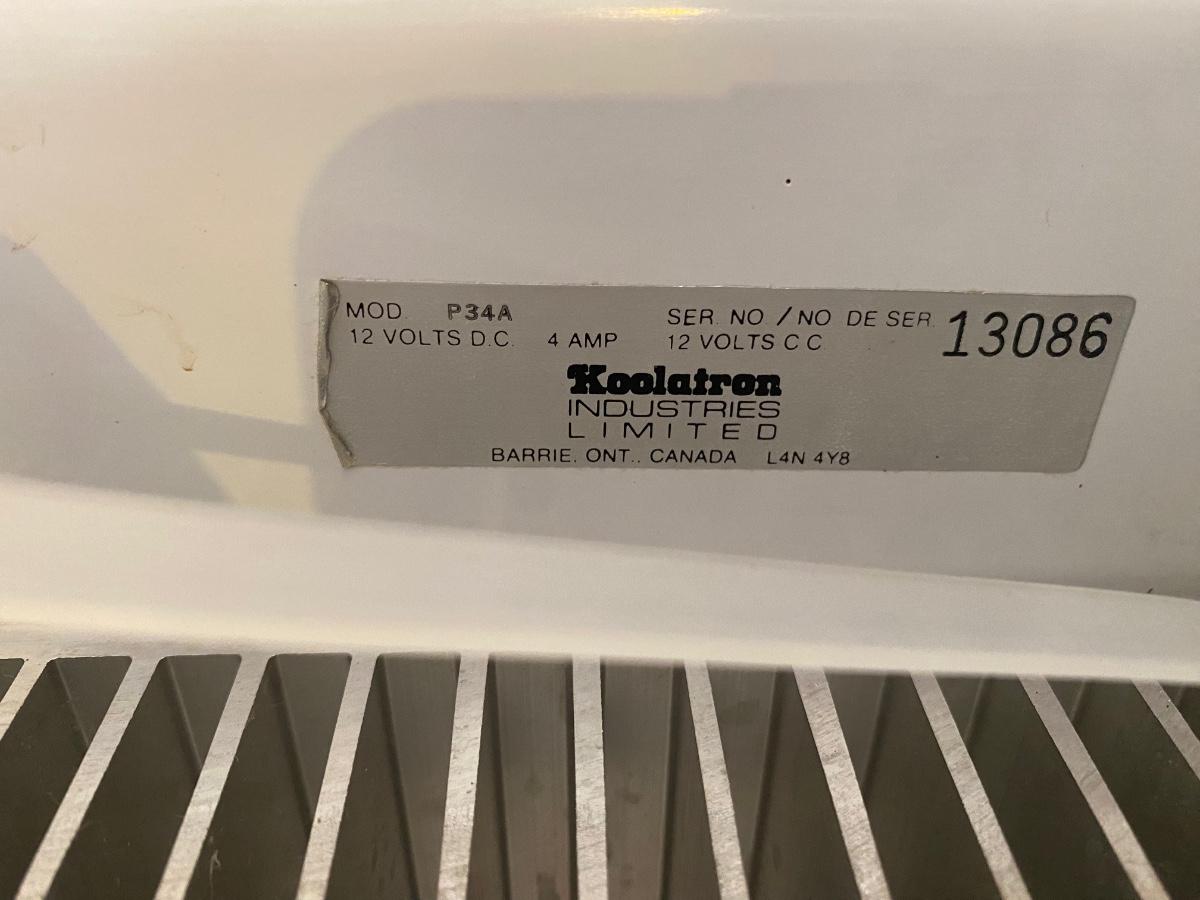 MOD. P34A SER. NO / NO DE SER. 13086
12 VOLTS D.C. 4 AMP 12 VOLTS C C
Koolatron
INDUSTRIES
LIMITED
BARRIE. ONT.. CANADA L4N 4Y8